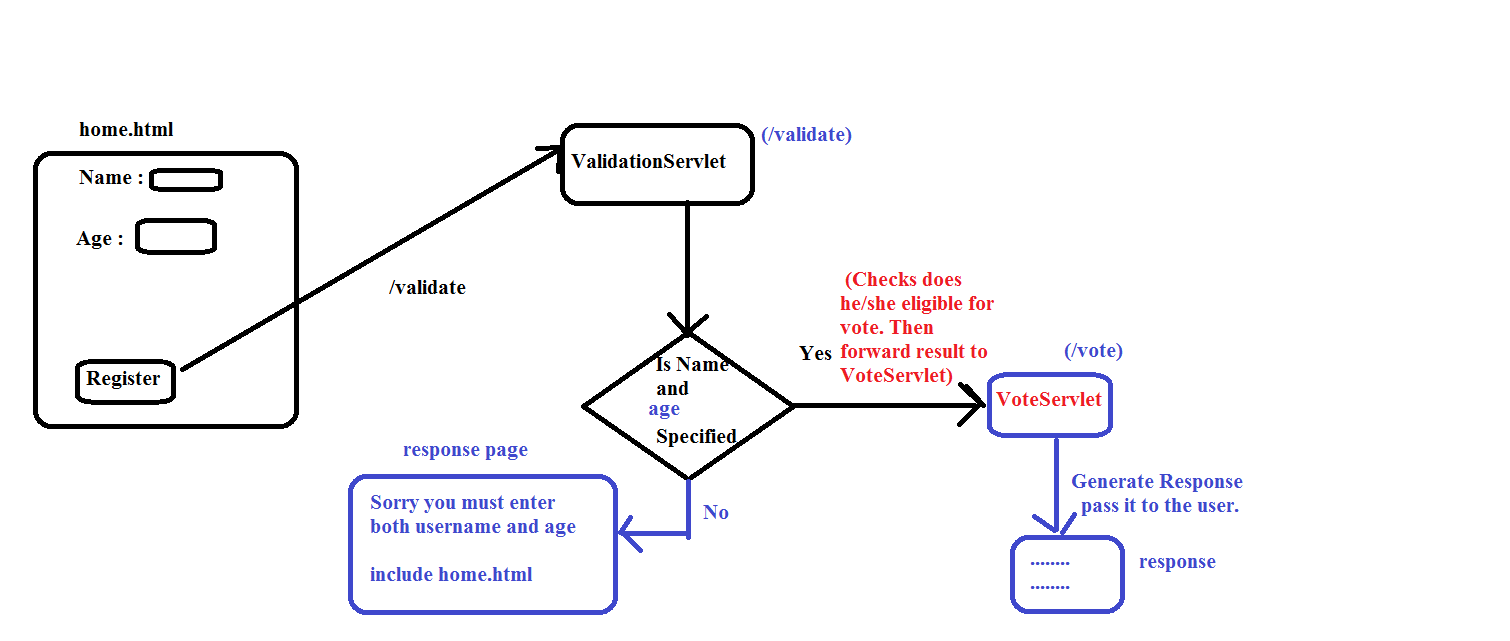 home.html
Name :
Age :
Register
/validate
ValidationServlet
(/validate)
Is Name
and
age
Specified
Yes
(Checks does
he/she eligible for
vote. Then
forward result to
VoteServlet)
(/vote)
VoteServlet
Generate Response
pass it to the user.
........
........
response
No
response page
Sorry you must enter
both username and age
include home.html